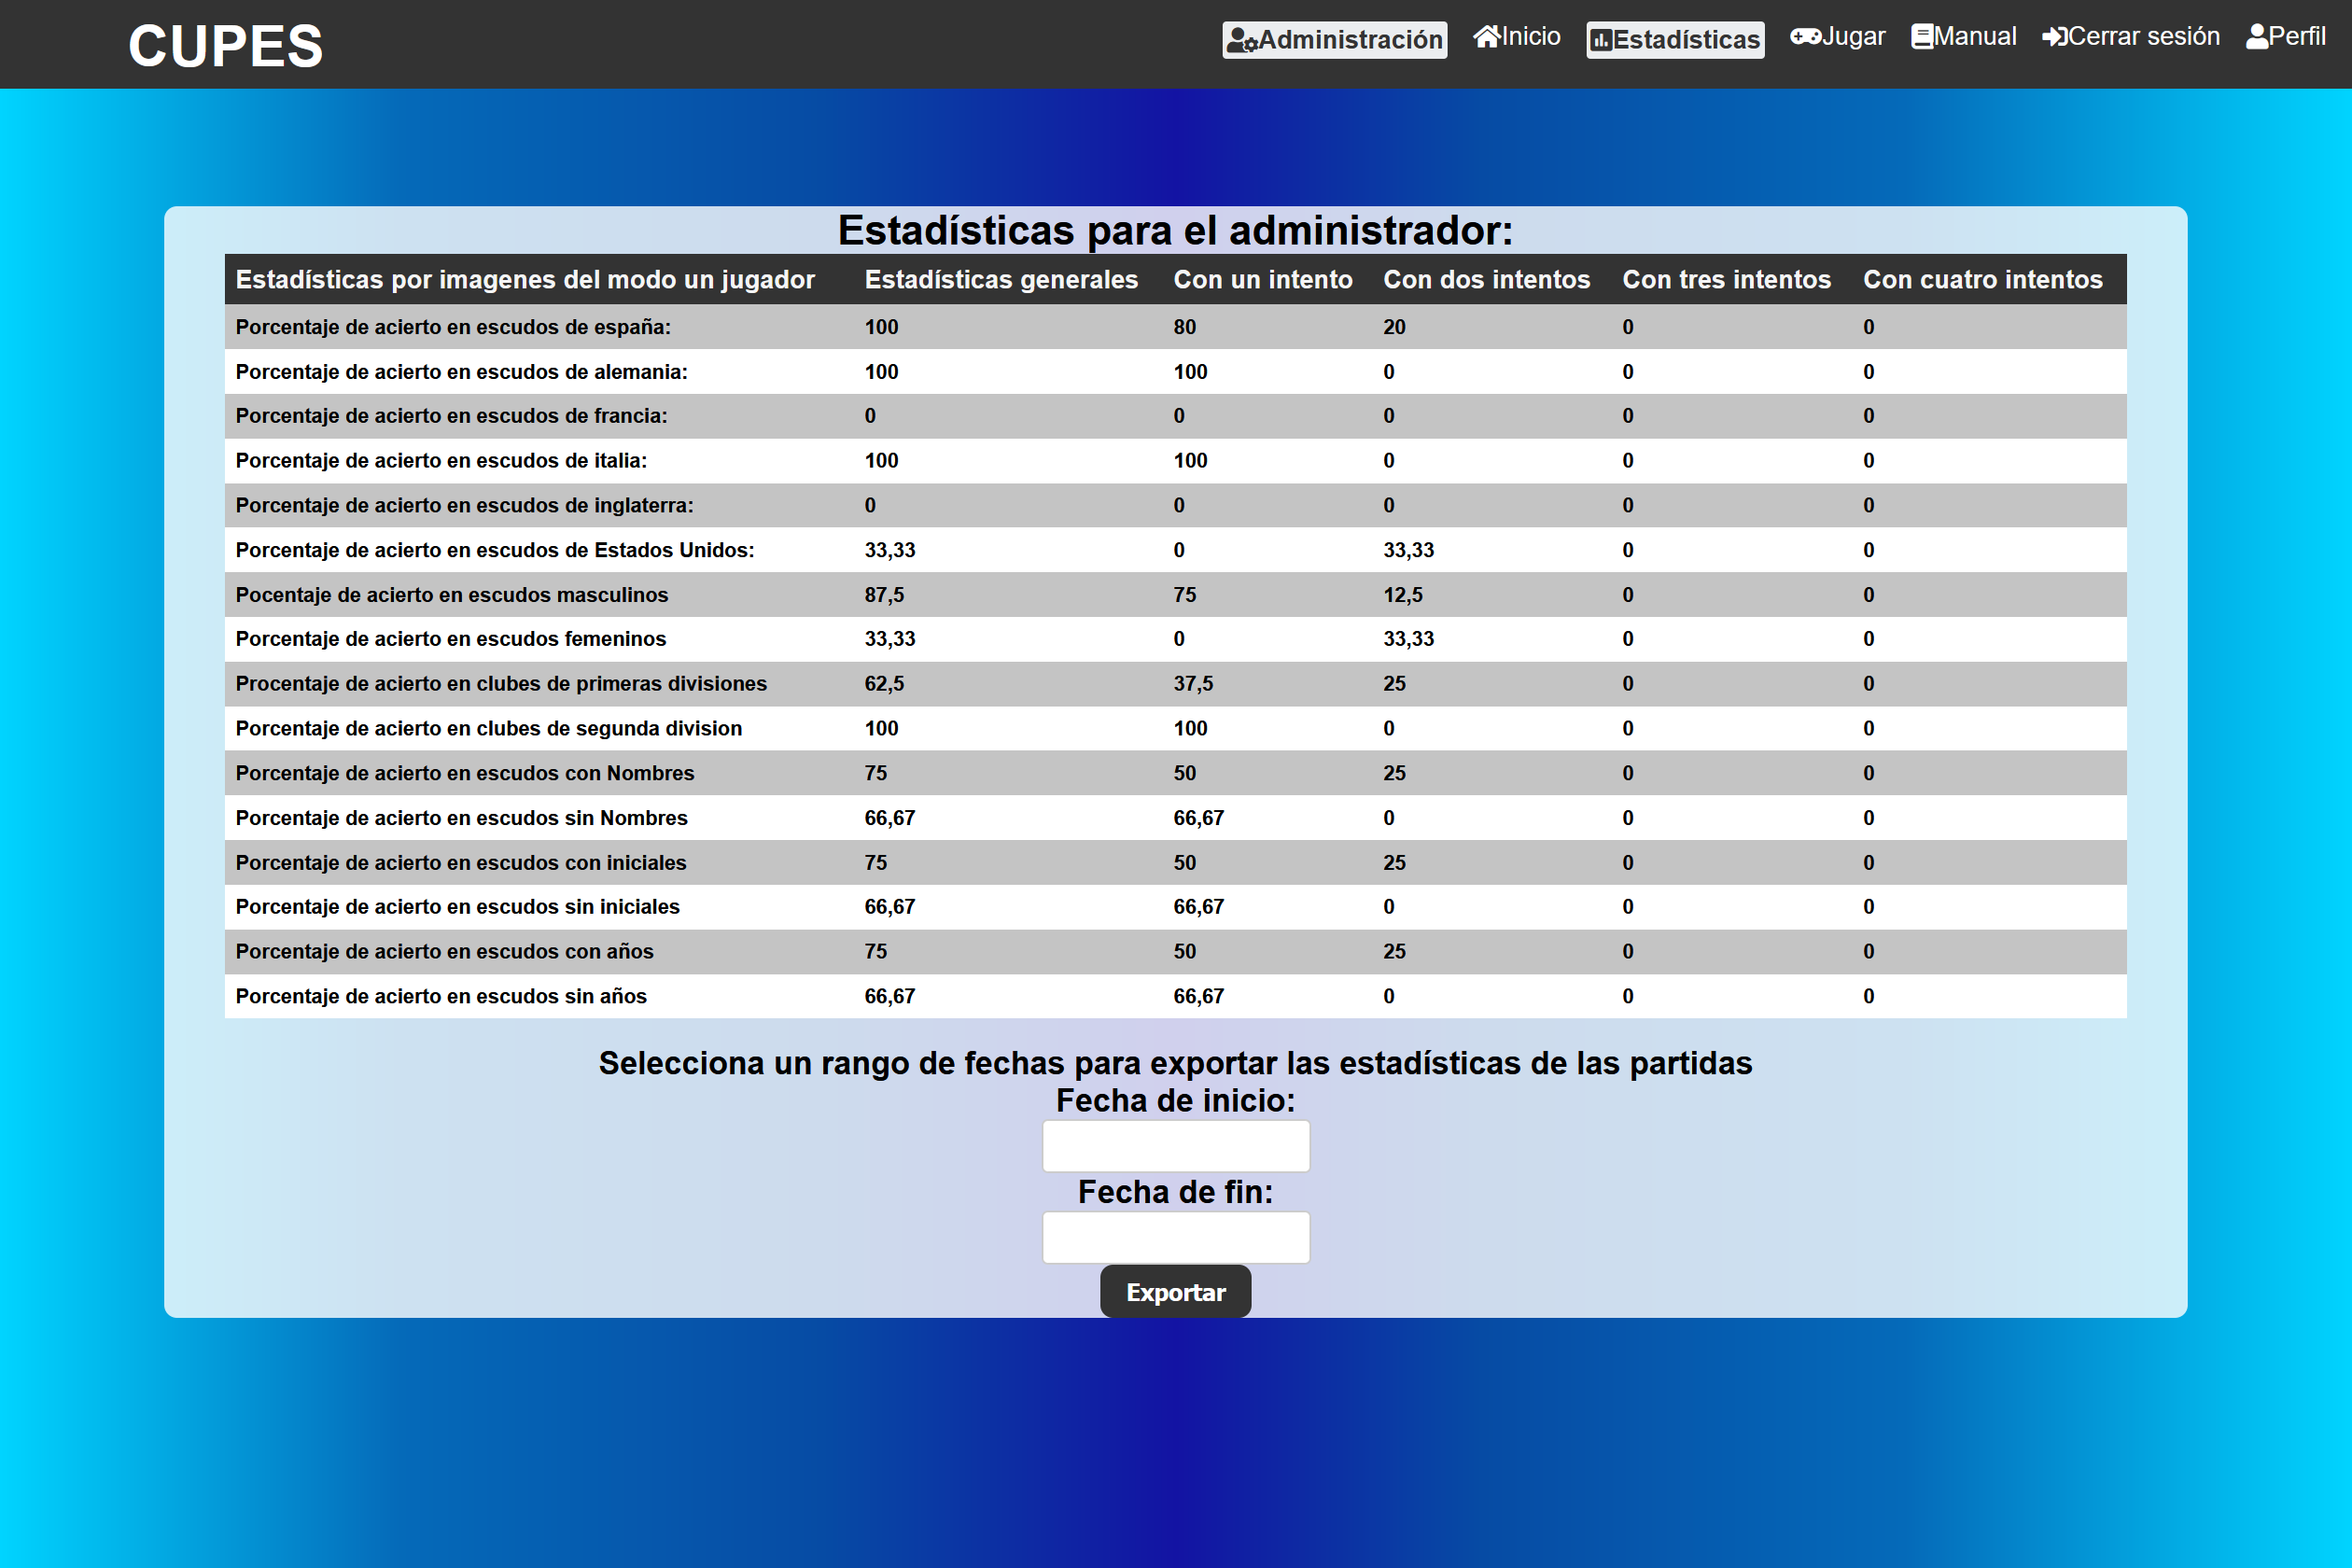 CUPES
Administración Inicio Estadísticas Jugar Manual Cerrar sesión Perfil
Estadísticas para el administrador:
Estadísticas por imagenes del modo un jugador Estadísticas generales Con un intento Con dos intentos Con tres intentos Con cuatro intentos
Porcentaje de acierto en escudos de españa: 100 80 20 0 0
Porcentaje de acierto en escudos de alemania: 100 100 0 0 0
Porcentaje de acierto en escudos de francia: 0 0 0 0 0
Porcentaje de acierto en escudos de italia: 100 100 0 0 0
Porcentaje de acierto en escudos de inglaterra: 0 0 0 0 0
Porcentaje de acierto en escudos de Estados Unidos: 33,33 0 33,33 0 0
Pocentaje de acierto en escudos masculinos 87,5 75 12,5 0 0
Porcentaje de acierto en escudos femeninos 33,33 0 33,33 0 0
Procentaje de acierto en clubes de primeras divisiones 62,5 37,5 25 0 0
Porcentaje de acierto en clubes de segunda division 100 100 0 0 0
Porcentaje de acierto en escudos con Nombres 75 50 25 0 0
Porcentaje de acierto en escudos sin Nombres 66,67 66,67 0 0 0
Porcentaje de acierto en escudos con iniciales 75 50 25 0 0
Porcentaje de acierto en escudos sin iniciales 66,67 66,67 0 0 0
Porcentaje de acierto en escudos con años 75 50 25 0 0
Porcentaje de acierto en escudos sin años 66,67 66,67 0 0 0
Selecciona un rango de fechas para exportar las estadísticas de las partidas
Fecha de inicio:
Fecha de fin:
Exportar